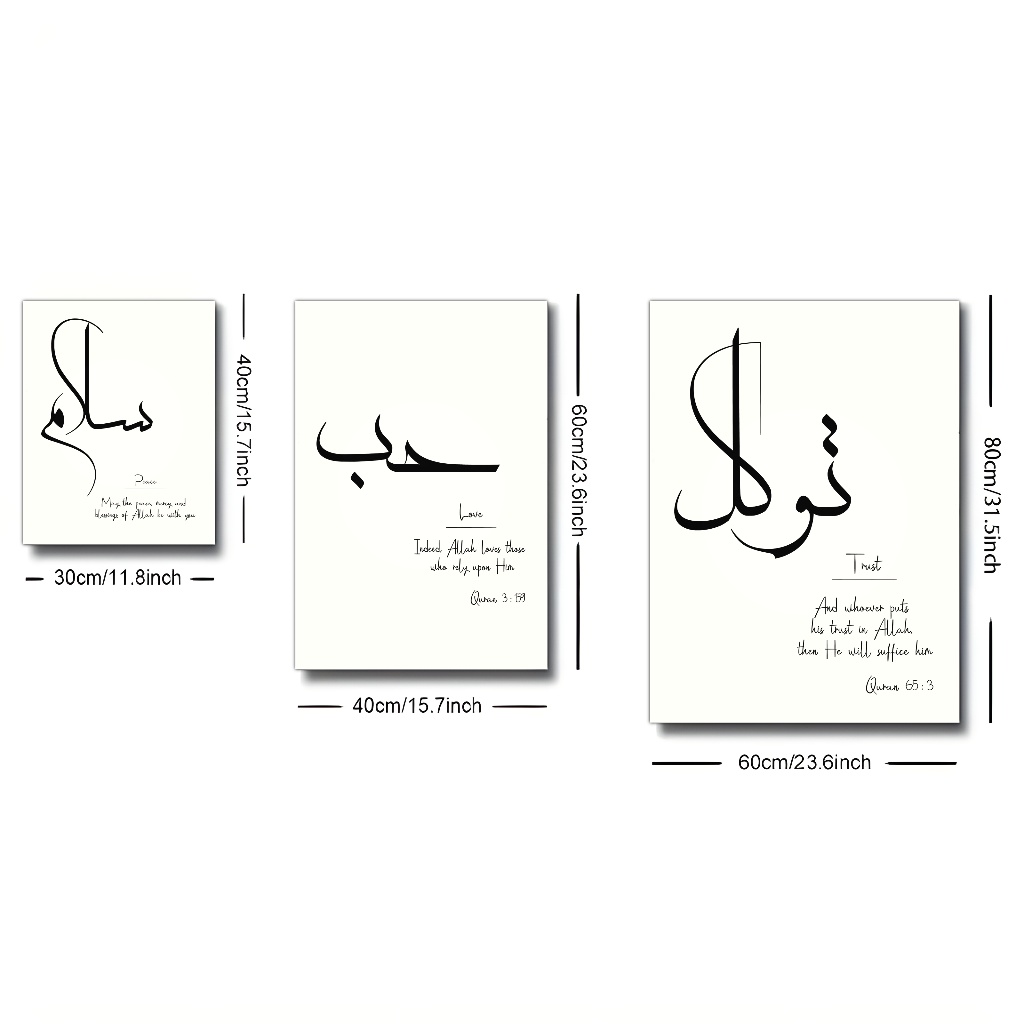 سلام
Peace
May the peace, mercy and
blessings of Allah be with you
40cm/15.7inch
30cm/11.8inch
حب
Love
Indeed Allah loves those
who rely upon Him
Quran 3:159
60cm/23.6inch
40cm/15.7inch
توكل
Trust
And whoever puts
his trust in Allah,
then He will suffice him
Quran 65:3
80cm/31.5inch
60cm/23.6inch